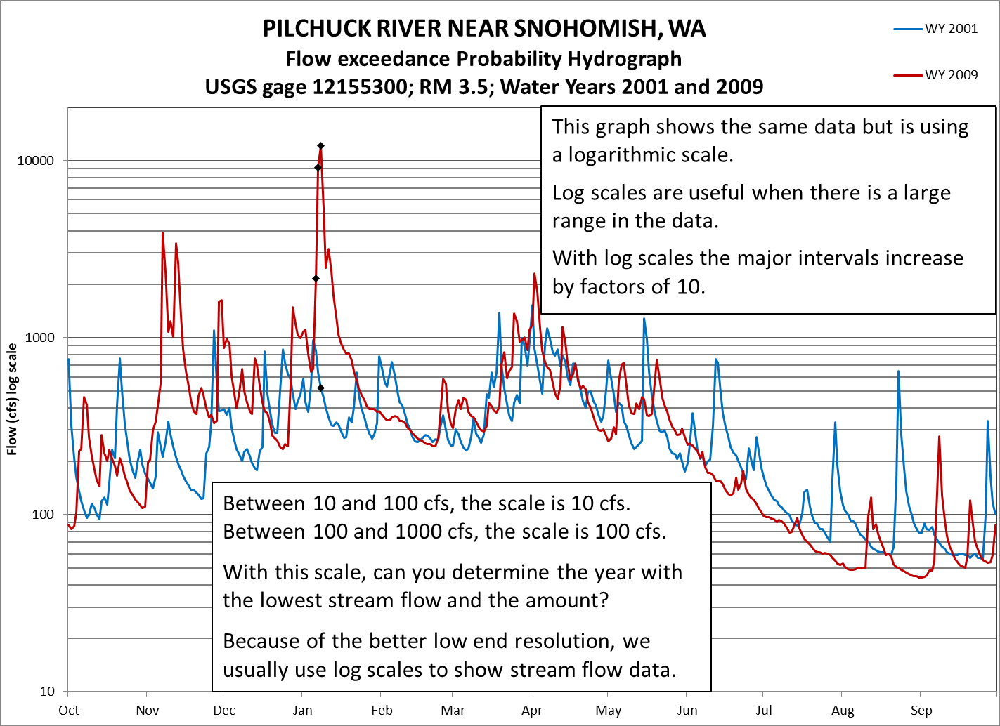 PILCHUCK RIVER NEAR SNOHOMISH, WA
Flow exceedance Probability Hydrograph
USGS gage 12155300; RM 3.5; Water Years 2001 and 2009
WY 2001
WY 2009
This graph shows the same data but is using
a logarithmic scale.
Log scales are useful when there is a large
range in the data.
With log scales the major intervals increase
by factors of 10.
Flow (cfs) log scale
10000
1000
100
10
Between 10 and 100 cfs, the scale is 10 cfs.
Between 100 and 1000 cfs, the scale is 100 cfs.
With this scale, can you determine the year with
the lowest stream flow and the amount?
Because of the better low end resolution, we
usually use log scales to show stream flow data.
Oct Nov Dec Jan Feb Mar Apr May Jun Jul Aug Sep